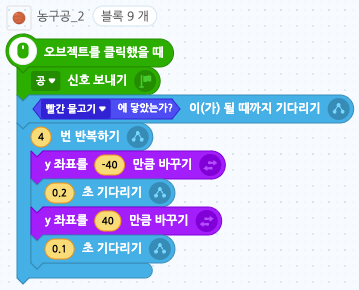 농구공_2 블록 9 개
오브젝트를 클릭했을 때
공 신호 보내기
빨간 물고기 에 닿았는가? 이(가) 될 때까지 기다리기
4 번 반복하기
y 좌표를 -40 만큼 바꾸기
0.2 초 기다리기
y 좌표를 40 만큼 바꾸기
0.1 초 기다리기